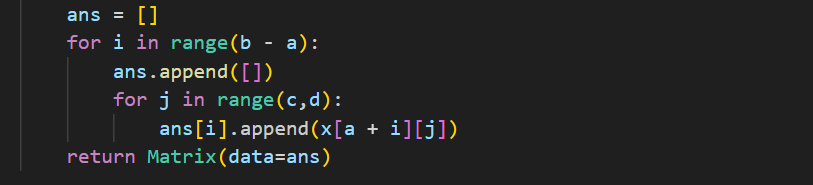 ans = []
for i in range(b - a):
    ans.append([])
    for j in range(c,d):
        ans[i].append(x[a + i][j])
return Matrix(data=ans)